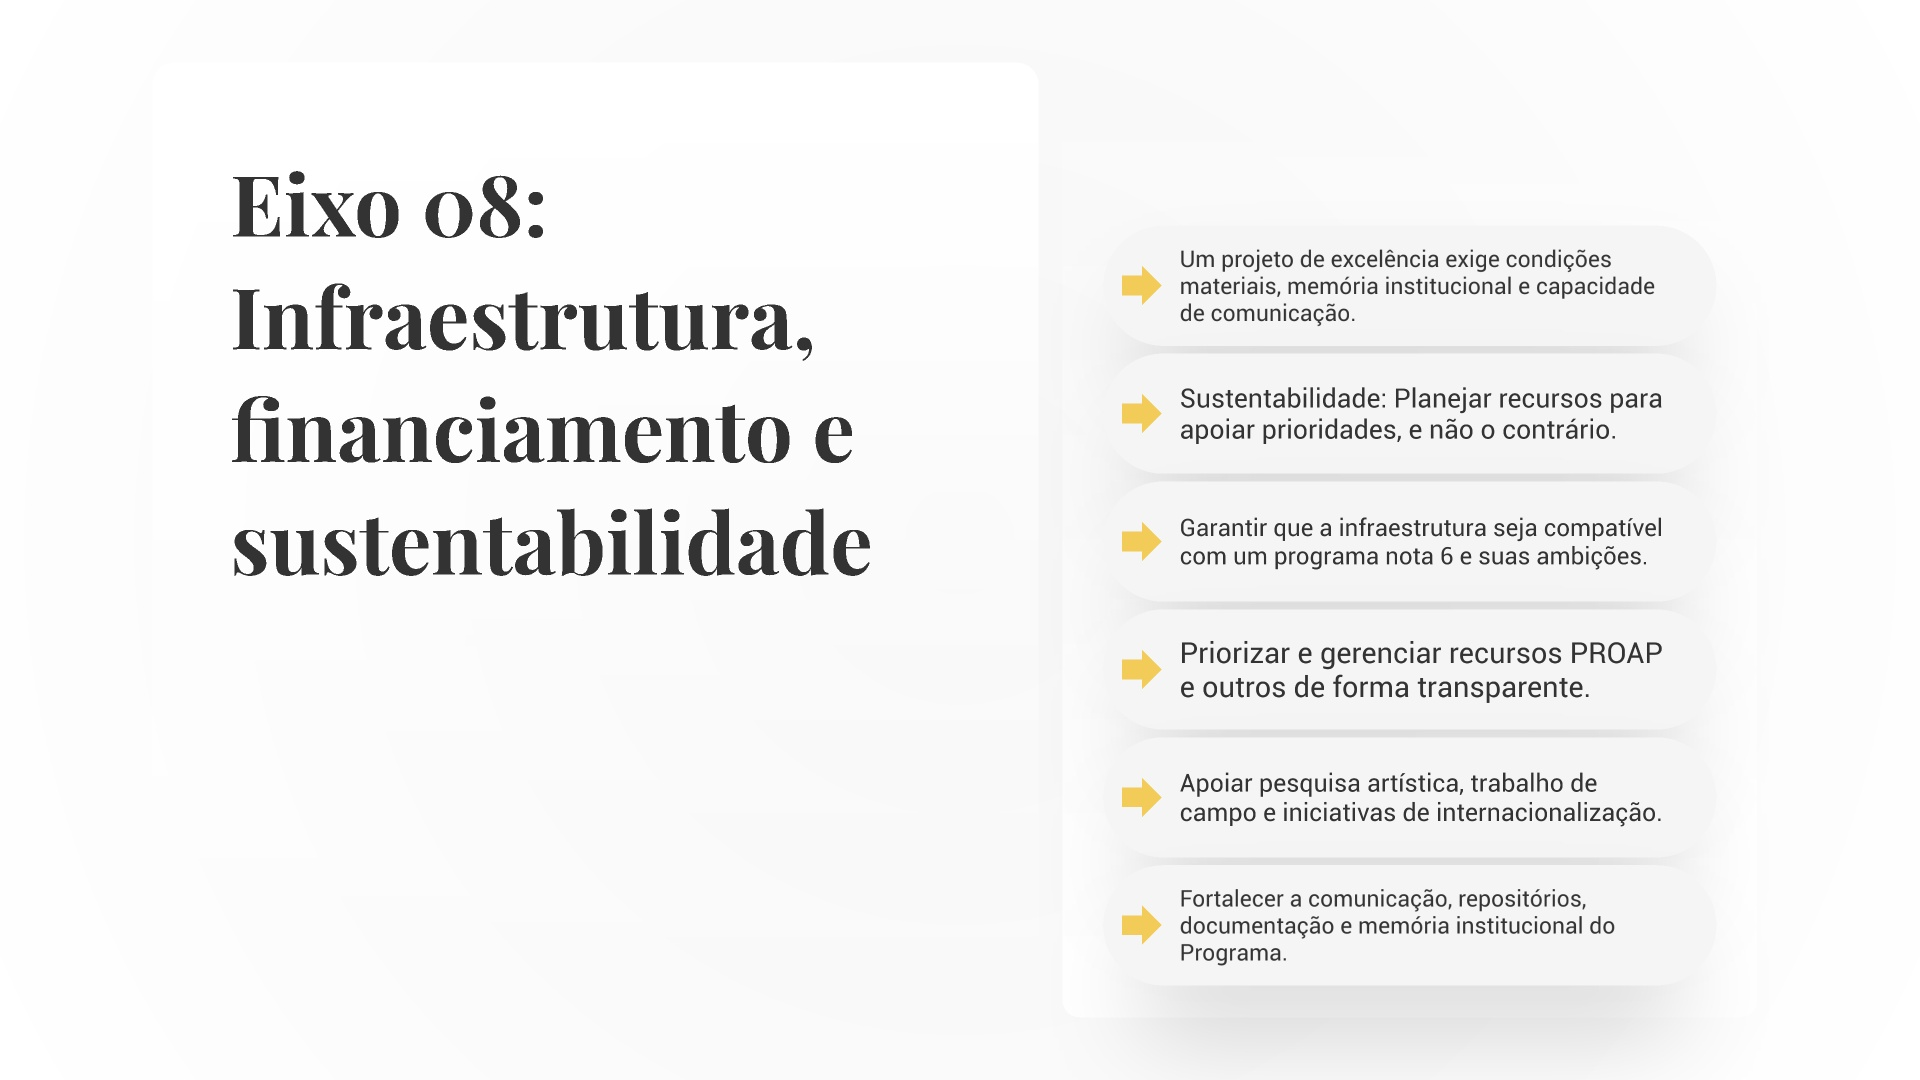 Eixo 08:
Infraestrutura,
financiamento e
sustentabilidade
Um projeto de excelência exige condições
materiais, memória institucional e capacidade
de comunicação.
Sustentabilidade: Planejar recursos para
apoiar prioridades, e não o contrário.
Garantir que a infraestrutura seja compatível
com um programa nota 6 e suas ambições.
Priorizar e gerenciar recursos PROAP
e outros de forma transparente.
Apoiar pesquisa artística, trabalho de
campo e iniciativas de internacionalização.
Fortalecer a comunicação, repositórios,
documentação e memória institucional do
Programa.